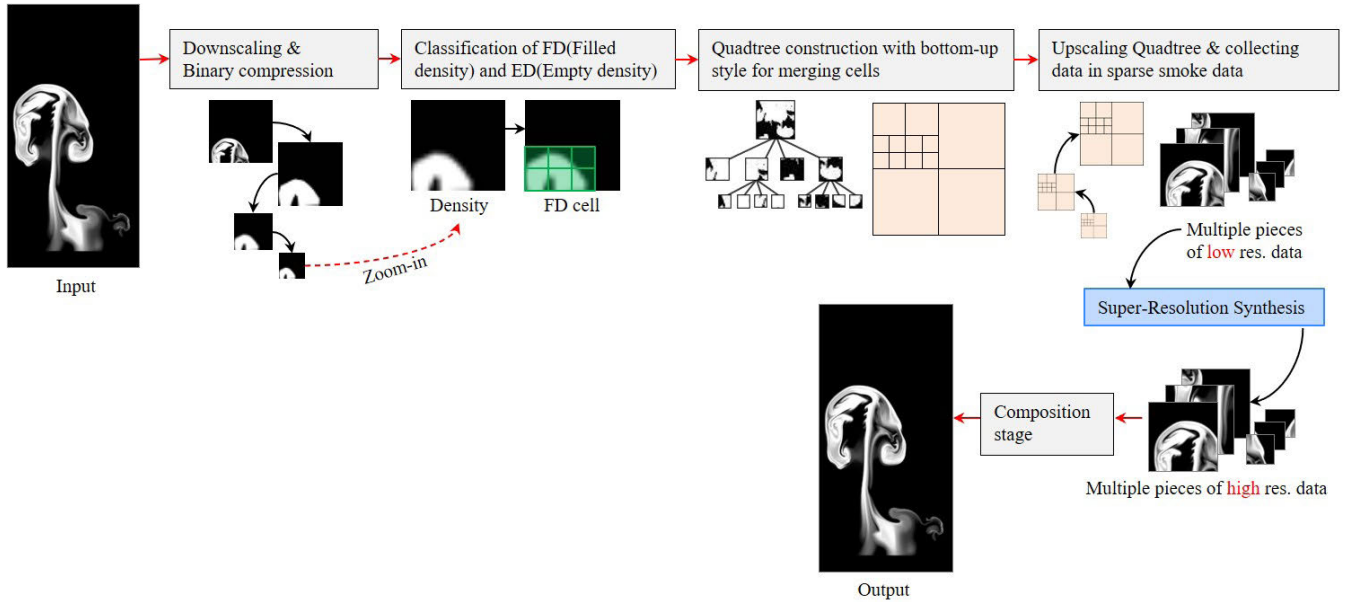 Downscaling &
Binary compression
Classification of FD(Filled
density) and ED(Empty density)
Quadtree construction with bottom-up
style for merging cells
Upscaling Quadtree & collecting
data in sparse smoke data
Input
Density
FD cell
Zoom-in
Multiple pieces
of low res. data
Super-Resolution Synthesis
Multiple pieces of high res. data
Composition
stage
Output